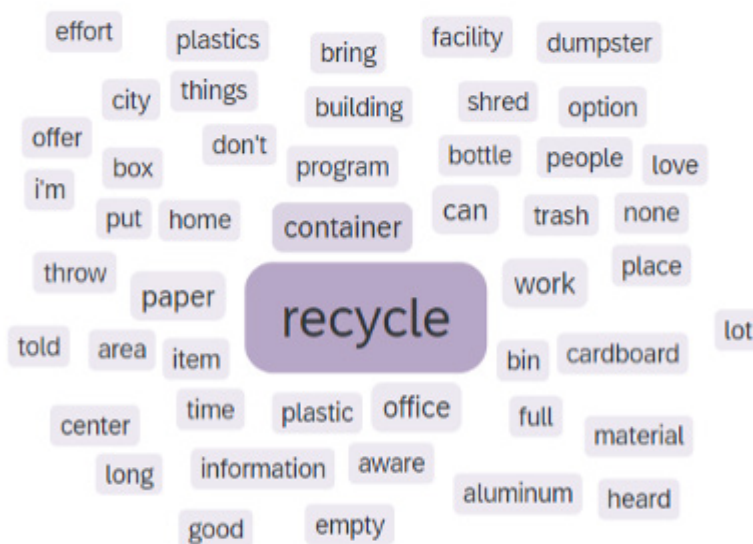 effort plastics bring facility dumpster
city things building shred option
offer box don't program bottle people love
i'm put home container can trash none
throw paper recycle work place
told area item bin cardboard lot
center time plastic office full material
long information aware aluminum heard
good empty